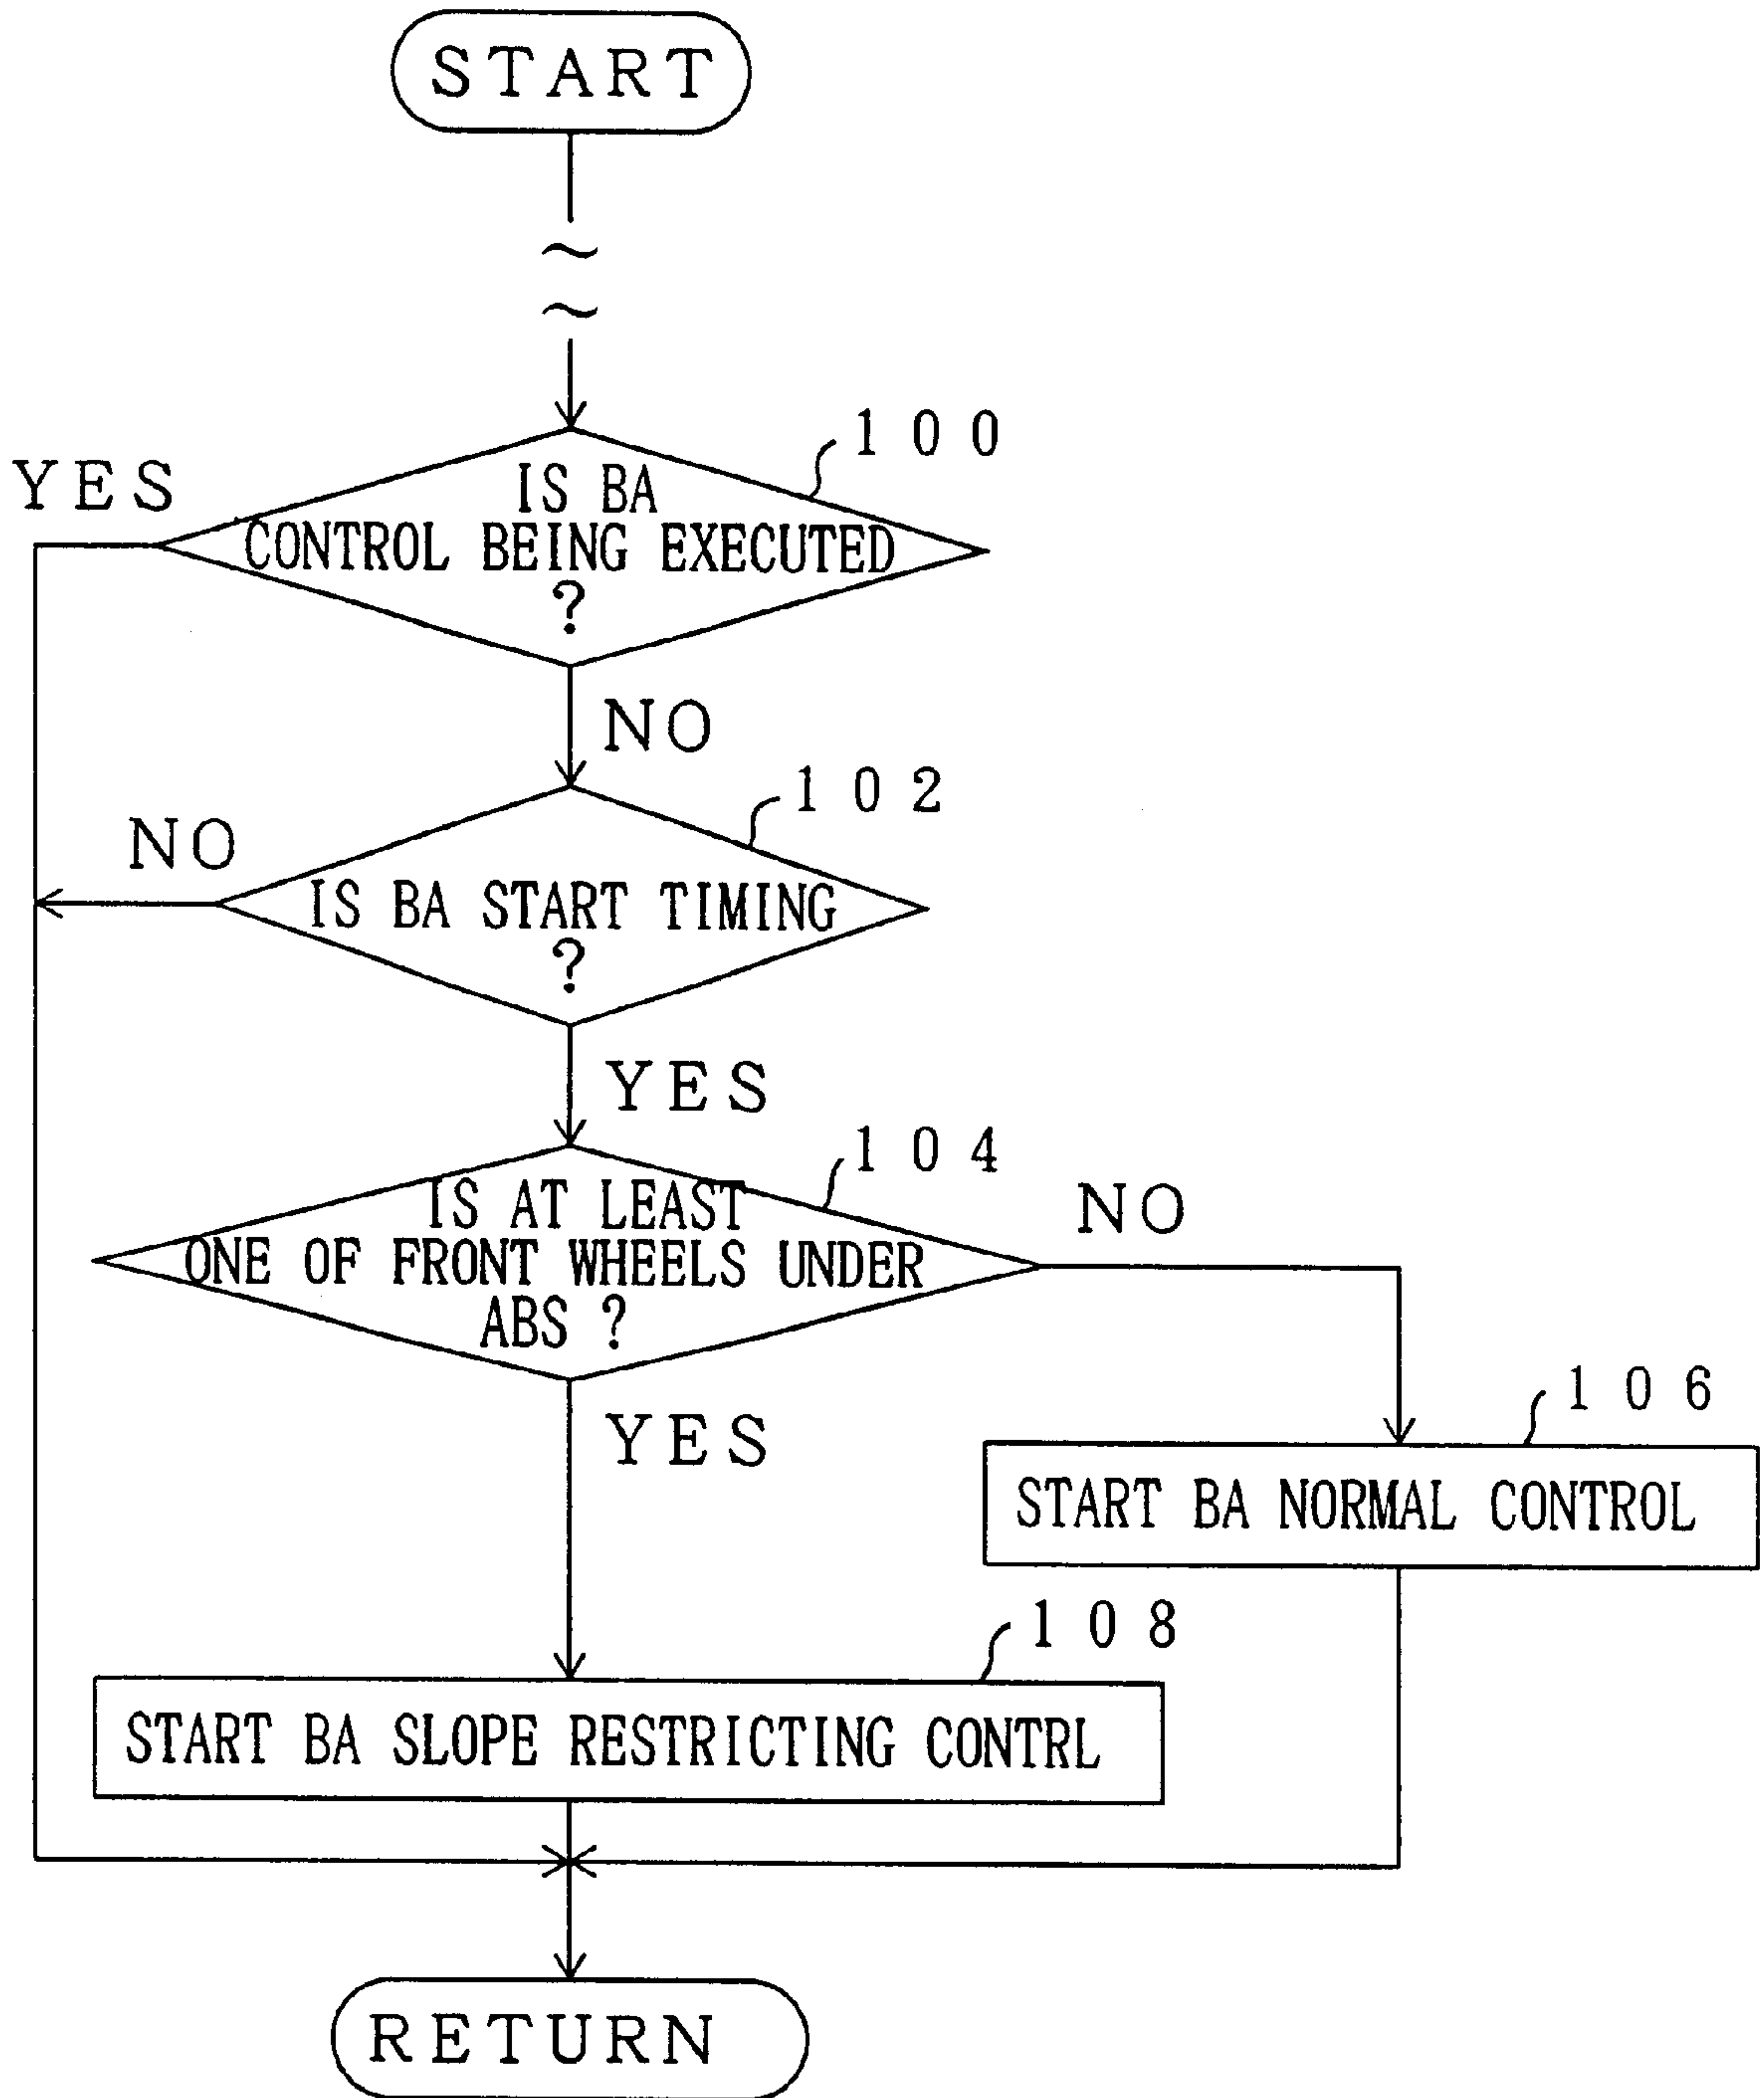 START
~
~
100
YES
IS BA
CONTROL BEING EXECUTED
?
NO
102
NO
IS BA START TIMING
?
YES
104
NO
IS AT LEAST
ONE OF FRONT WHEELS UNDER
ABS ?
YES
106
START BA NORMAL CONTROL
108
START BA SLOPE RESTRICTING CONTRL
RETURN